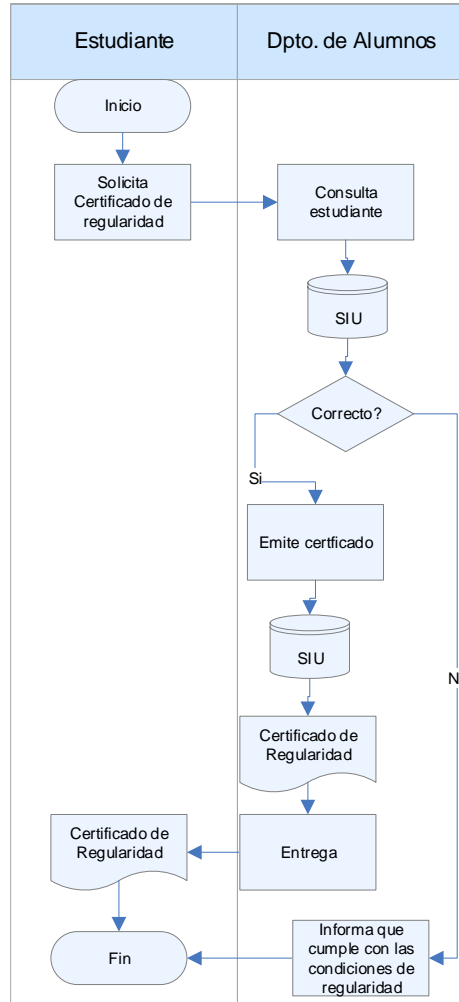 Estudiante
Dpto. de Alumnos
Inicio
Solicita
Certificado de
regularidad
Consulta
estudiante
SIU
Correcto?
Si
Emite certficado
SIU
N
Certificado de
Regularidad
Certificado de
Regularidad
Entrega
Informa que
cumple con las
condiciones de
regularidad
Fin